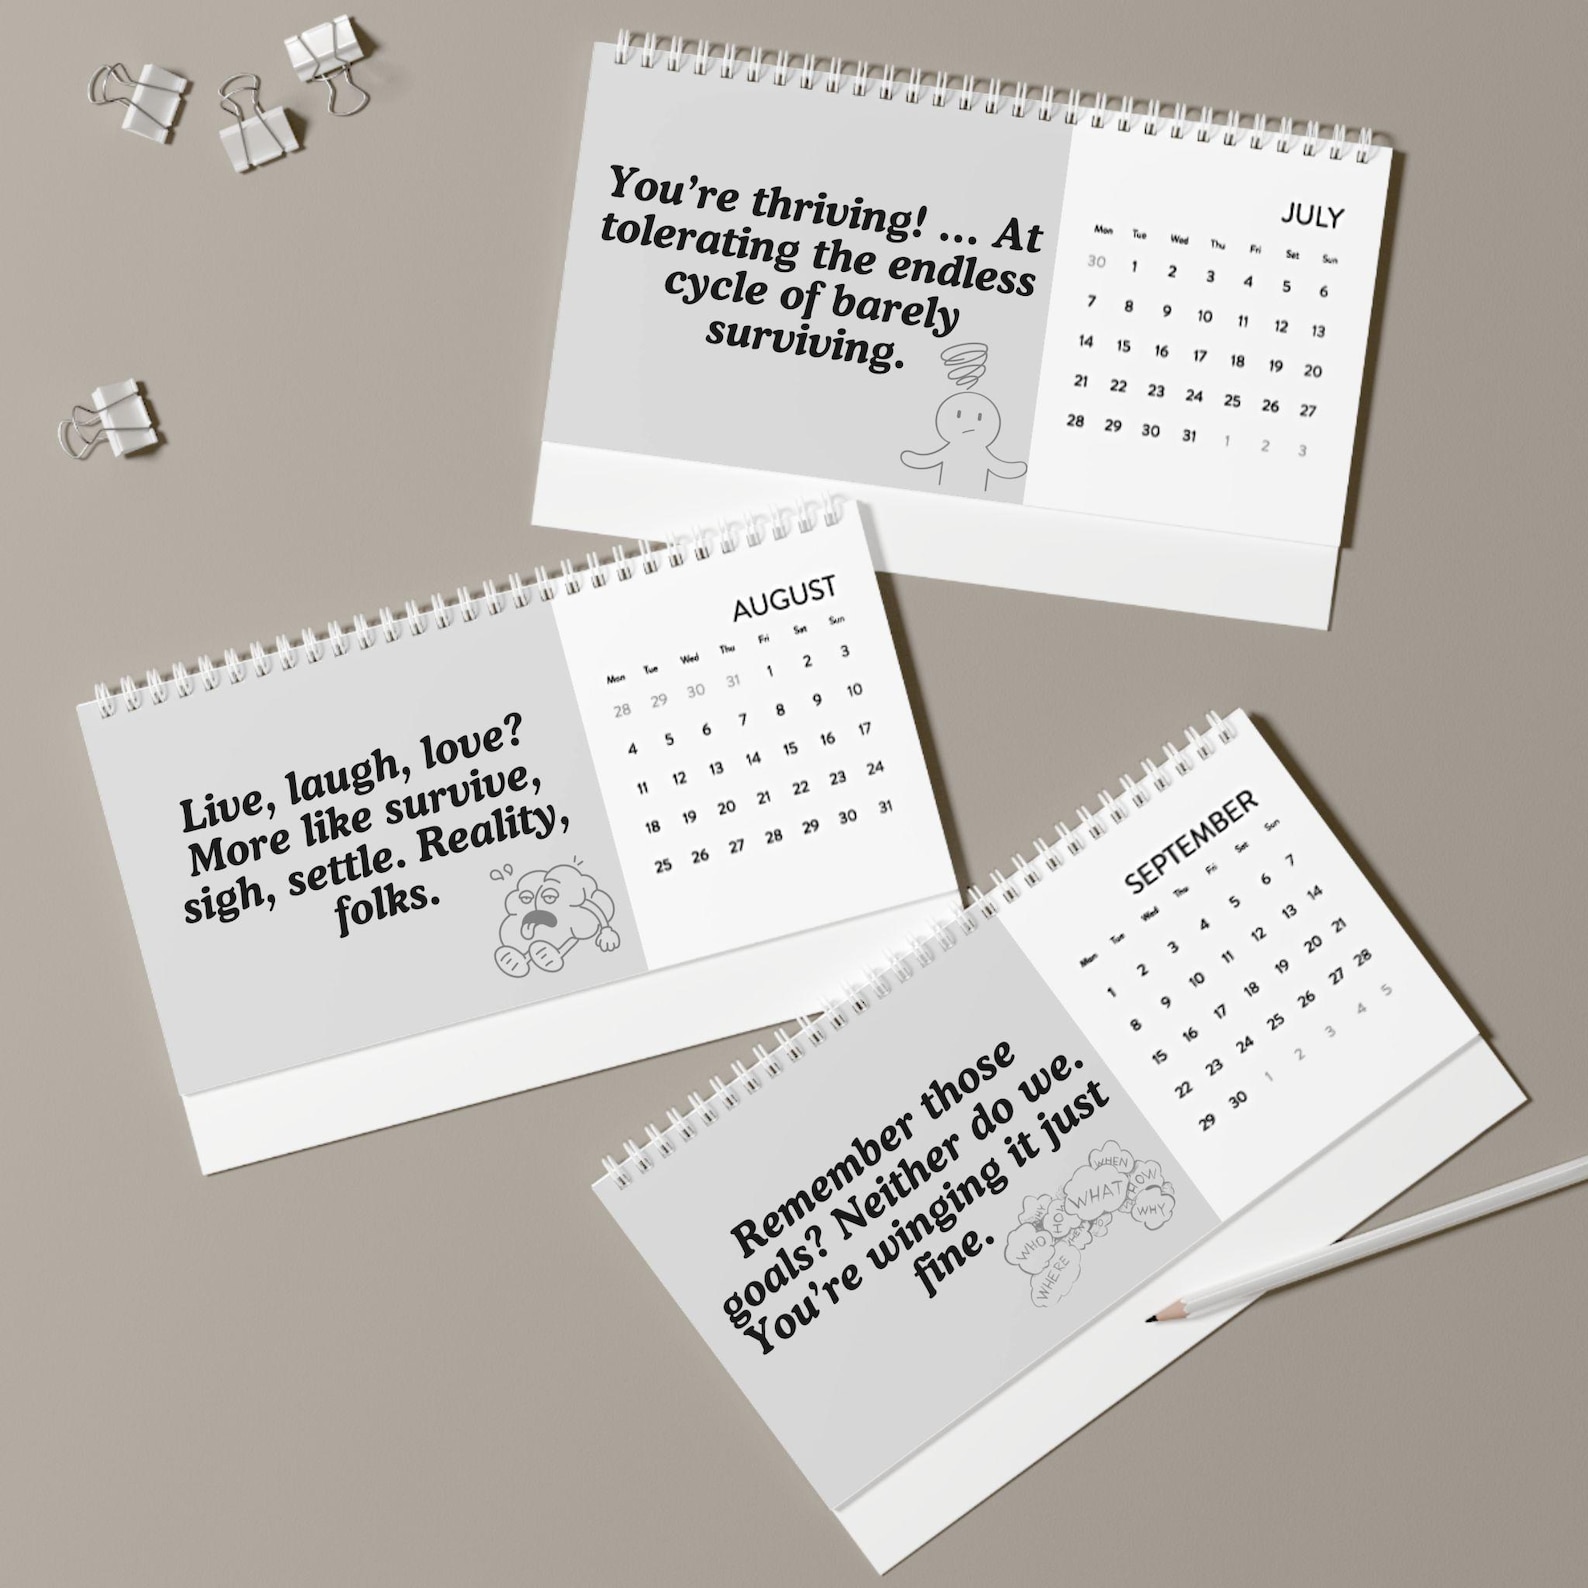 You're thriving! ... At
tolerating the endless
cycle of barely
surviving.
JULY
Mon Tue Wed Thu Fri Sat Sun
30 1 2 3 4 5 6
7 8 9 10 11 12 13
14 15 16 17 18 19 20
21 22 23 24 25 26 27
28 29 30 31 1 2 3
Live, laugh, love?
More like survive,
sigh, settle. Reality,
folks.
AUGUST
Mon Tue Wed Thu Fri Sat Sun
28 29 30 31 1 2 3
4 5 6 7 8 9 10
11 12 13 14 15 16 17
18 19 20 21 22 23 24
25 26 27 28 29 30 31
Remember those
goals? Neither do we.
You're winging it just
fine.
WHEN
WHAT
HOW
WHY
WHY
HOW
WHO
WHERE
SEPTEMBER
Mon Tue Wed Thu Fri Sat Sun
1 2 3 4 5 6 7
8 9 10 11 12 13 14
15 16 17 18 19 20 21
22 23 24 25 26 27 28
29 30 1 2 3 4 5